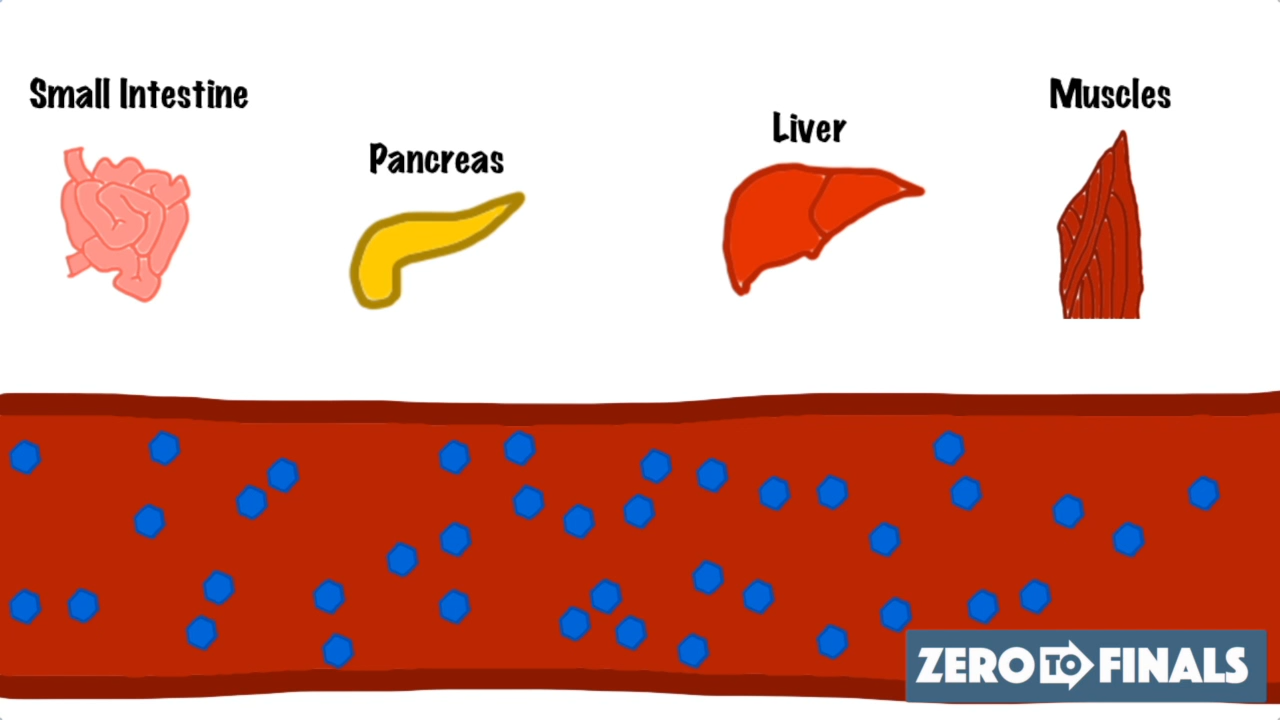 Small Intestine
Pancreas
Liver
Muscles
ZERO TO FINALS